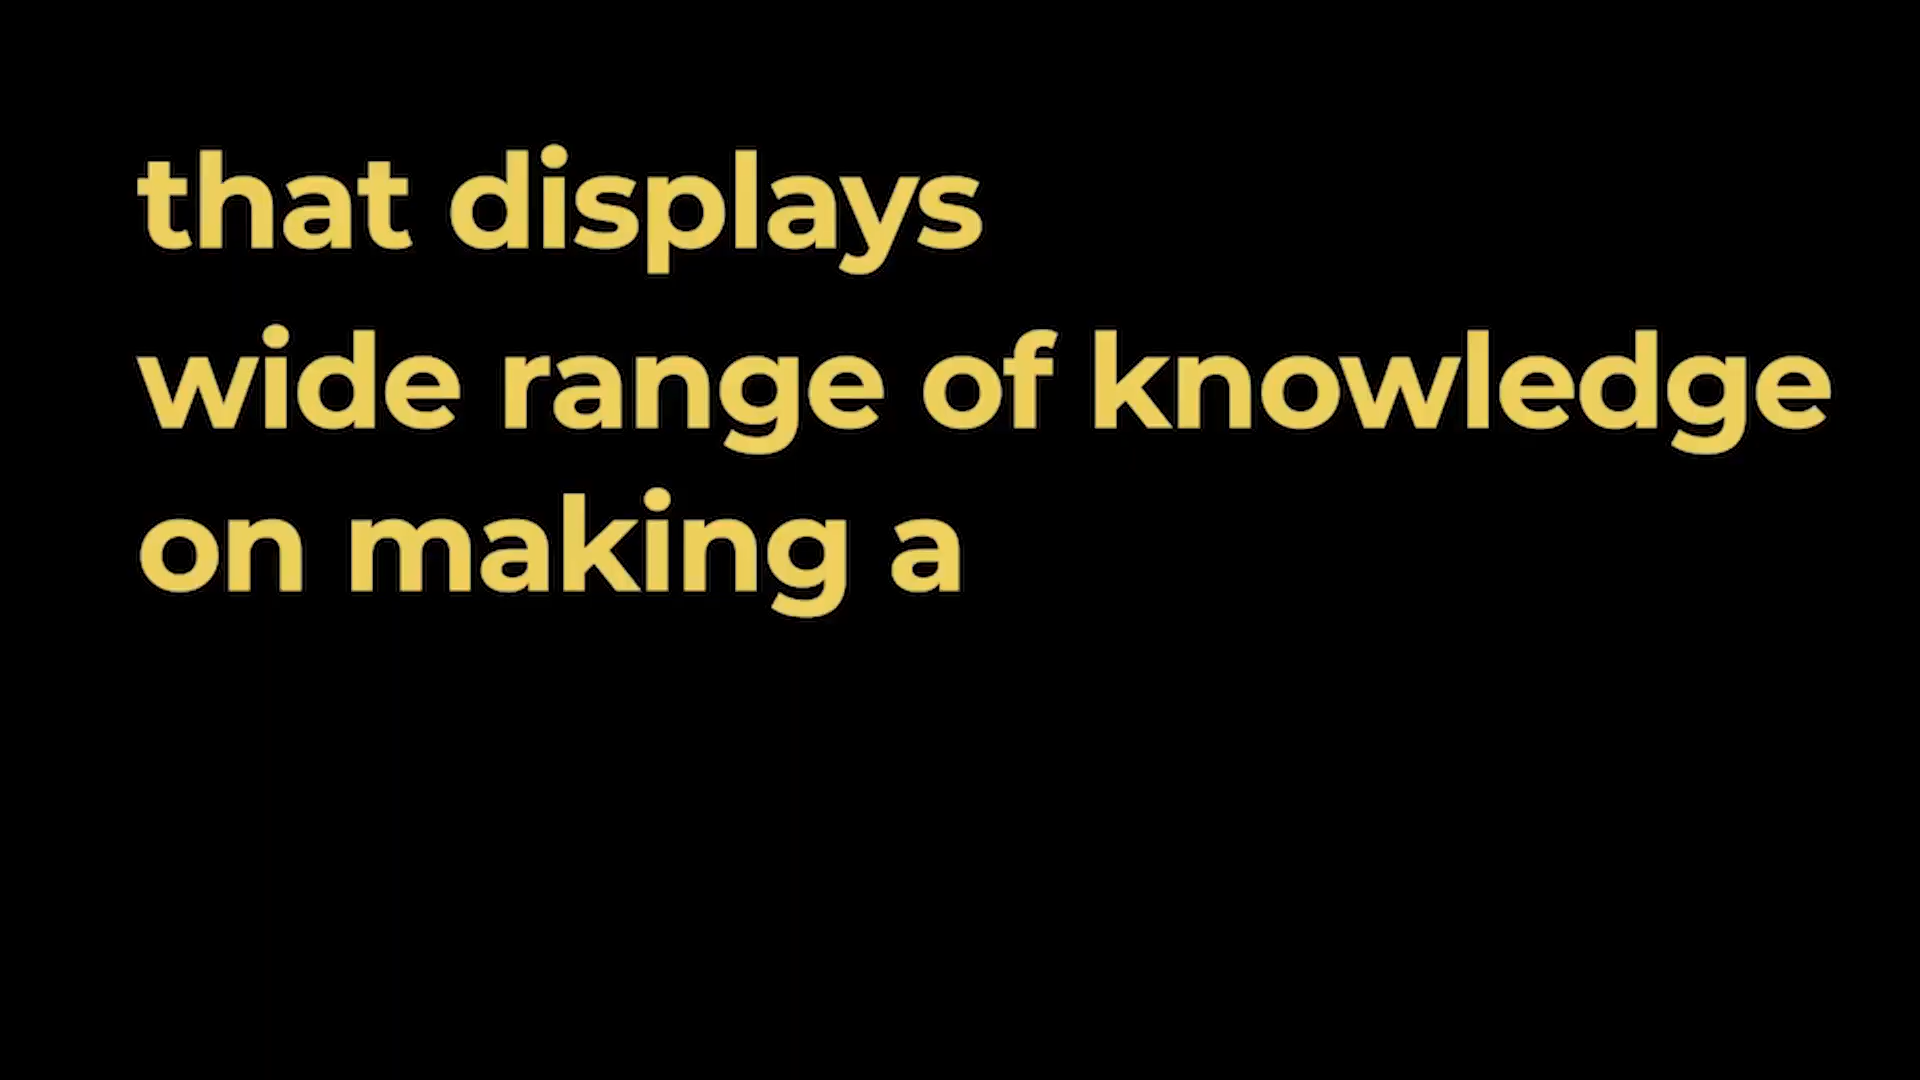 that displays
wide range of knowledge
on making a